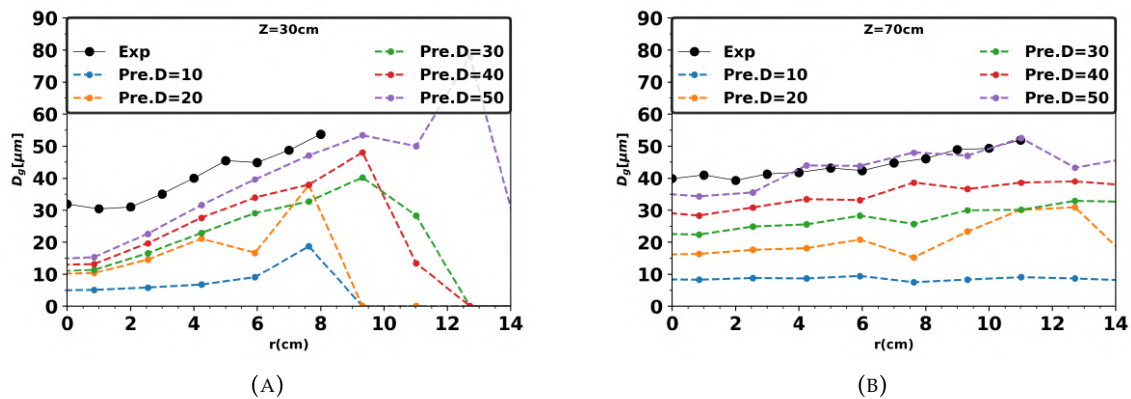 Z=30cm
Exp
Pre.D=10
Pre.D=20
Pre.D=30
Pre.D=40
Pre.D=50
90
80
70
60
50
40
30
20
10
0
D_g[μm]
0 2 4 6 8 10 12 14
r(cm)
(A)
Z=70cm
Exp
Pre.D=10
Pre.D=20
Pre.D=30
Pre.D=40
Pre.D=50
90
80
70
60
50
40
30
20
10
0
D_g[μm]
0 2 4 6 8 10 12 14
r(cm)
(B)